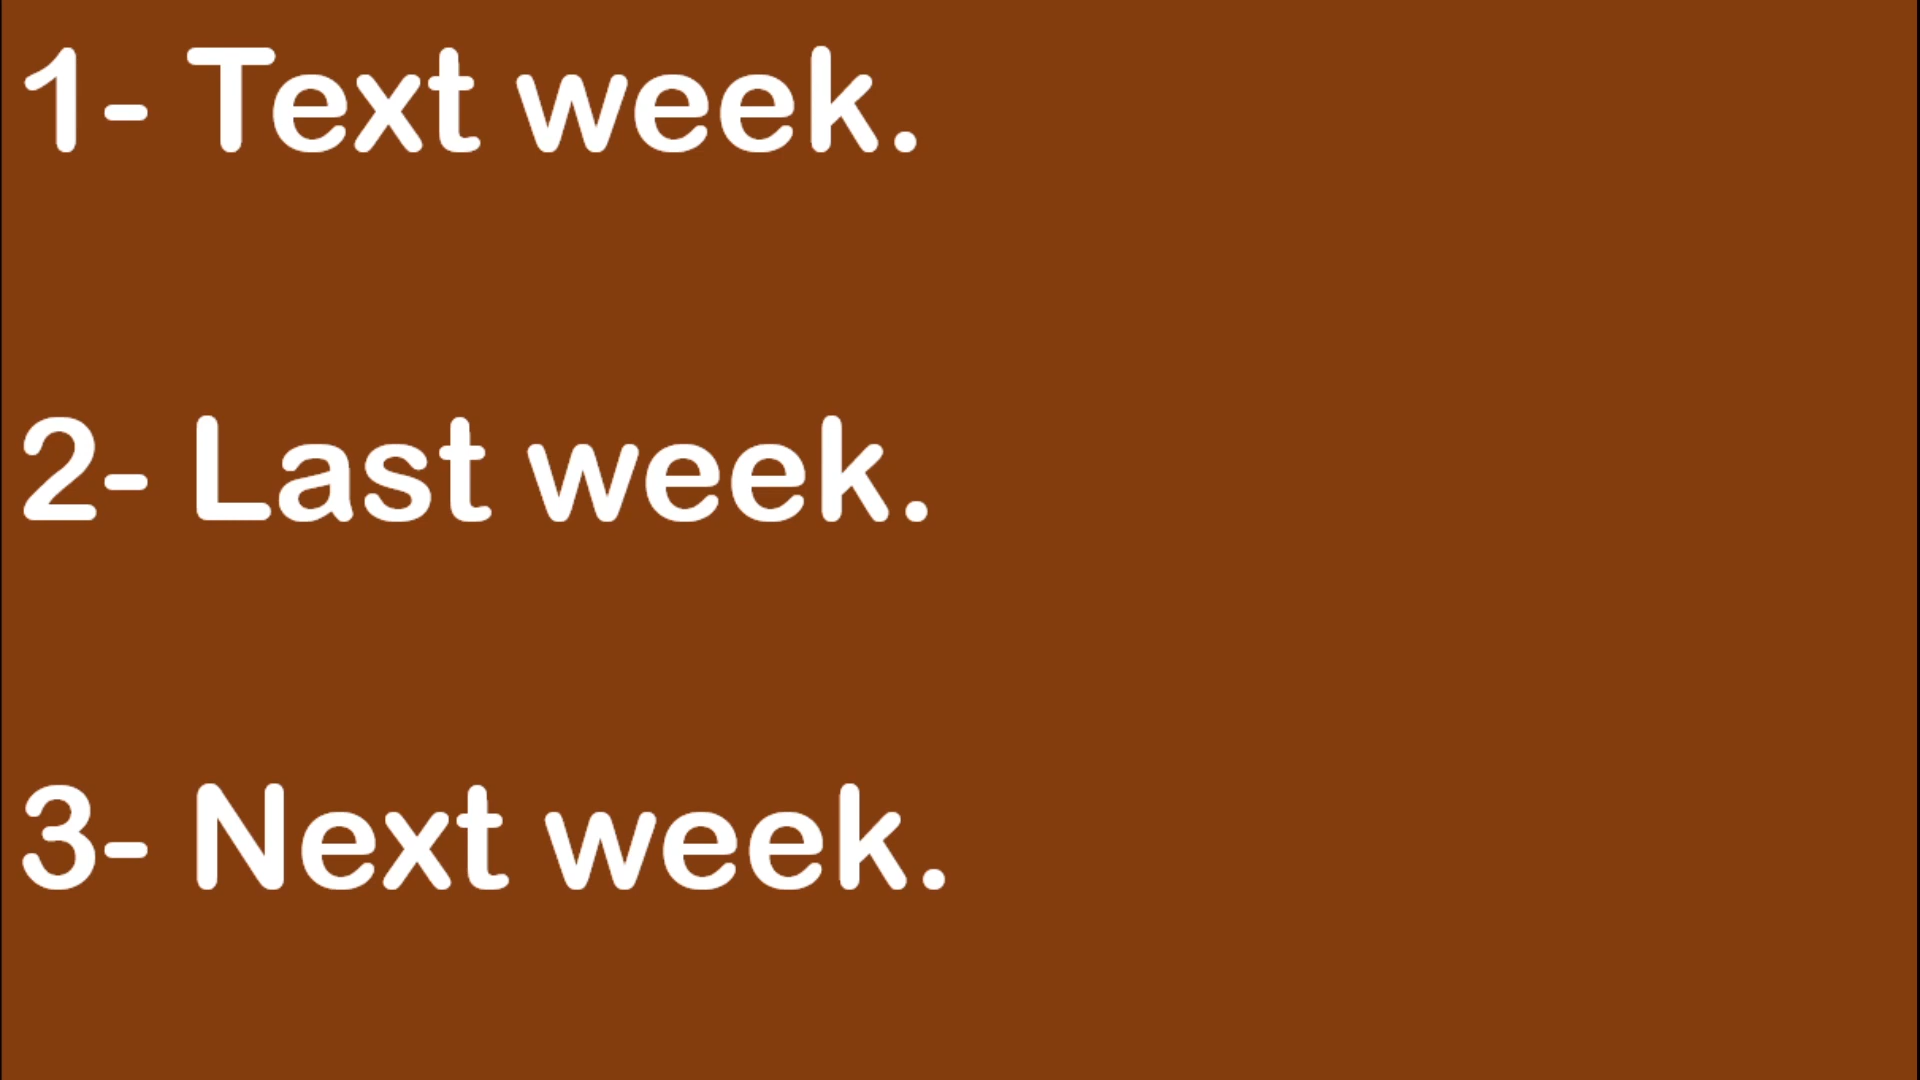 1- Text week.
2- Last week.
3- Next week.